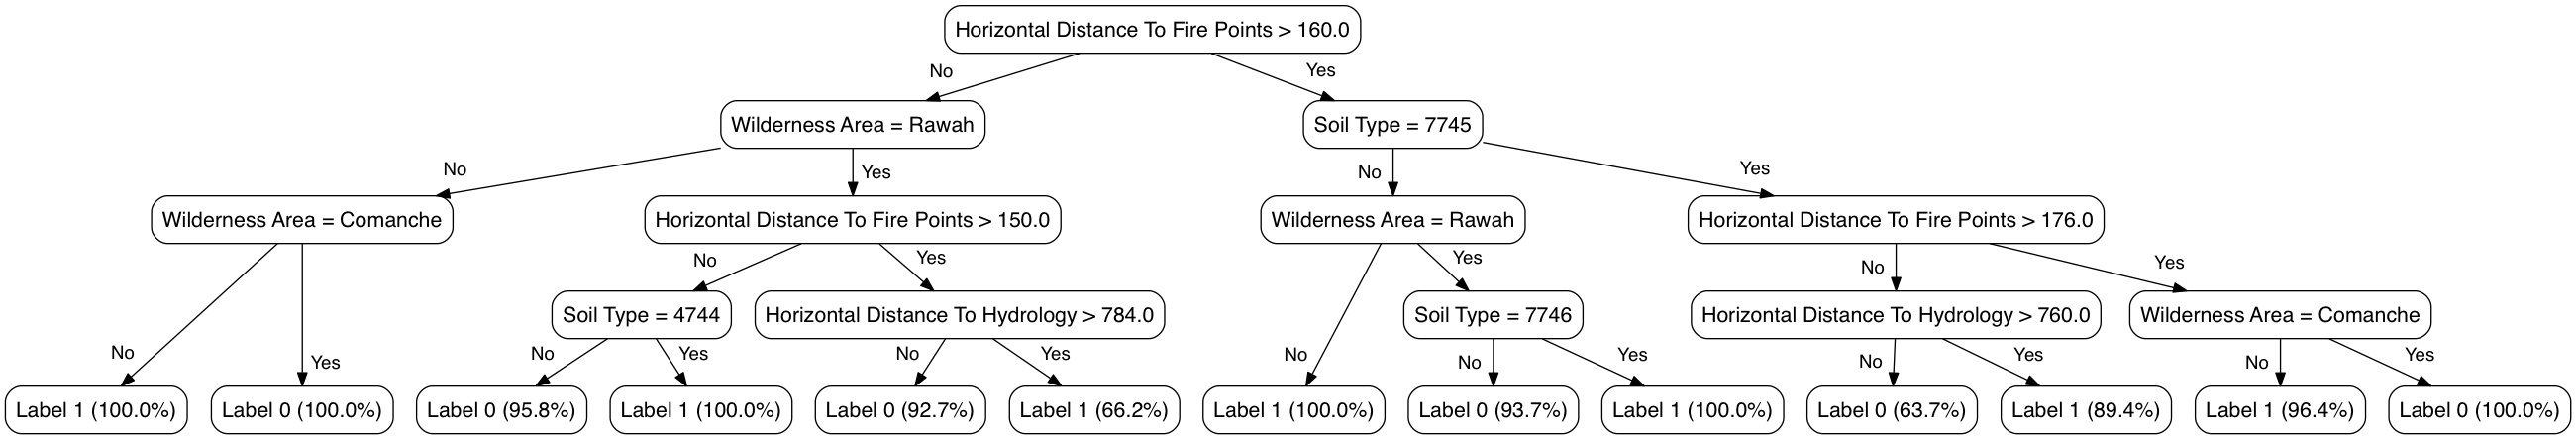 Horizontal Distance To Fire Points > 160.0
No
Yes
Wilderness Area = Rawah
Soil Type = 7745
No
Yes
No
Yes
Wilderness Area = Comanche
Horizontal Distance To Fire Points > 150.0
Wilderness Area = Rawah
Horizontal Distance To Fire Points > 176.0
No
Yes
Yes
No
Yes
Soil Type = 4744
Horizontal Distance To Hydrology > 784.0
Soil Type = 7746
Horizontal Distance To Hydrology > 760.0
Wilderness Area = Comanche
No
Yes
No
Yes
No
Yes
No
No
Yes
No
Yes
No
Yes
Label 1 (100.0%)
Label 0 (100.0%)
Label 0 (95.8%)
Label 1 (100.0%)
Label 0 (92.7%)
Label 1 (66.2%)
Label 1 (100.0%)
Label 0 (93.7%)
Label 1 (100.0%)
Label 0 (63.7%)
Label 1 (89.4%)
Label 1 (96.4%)
Label 0 (100.0%)